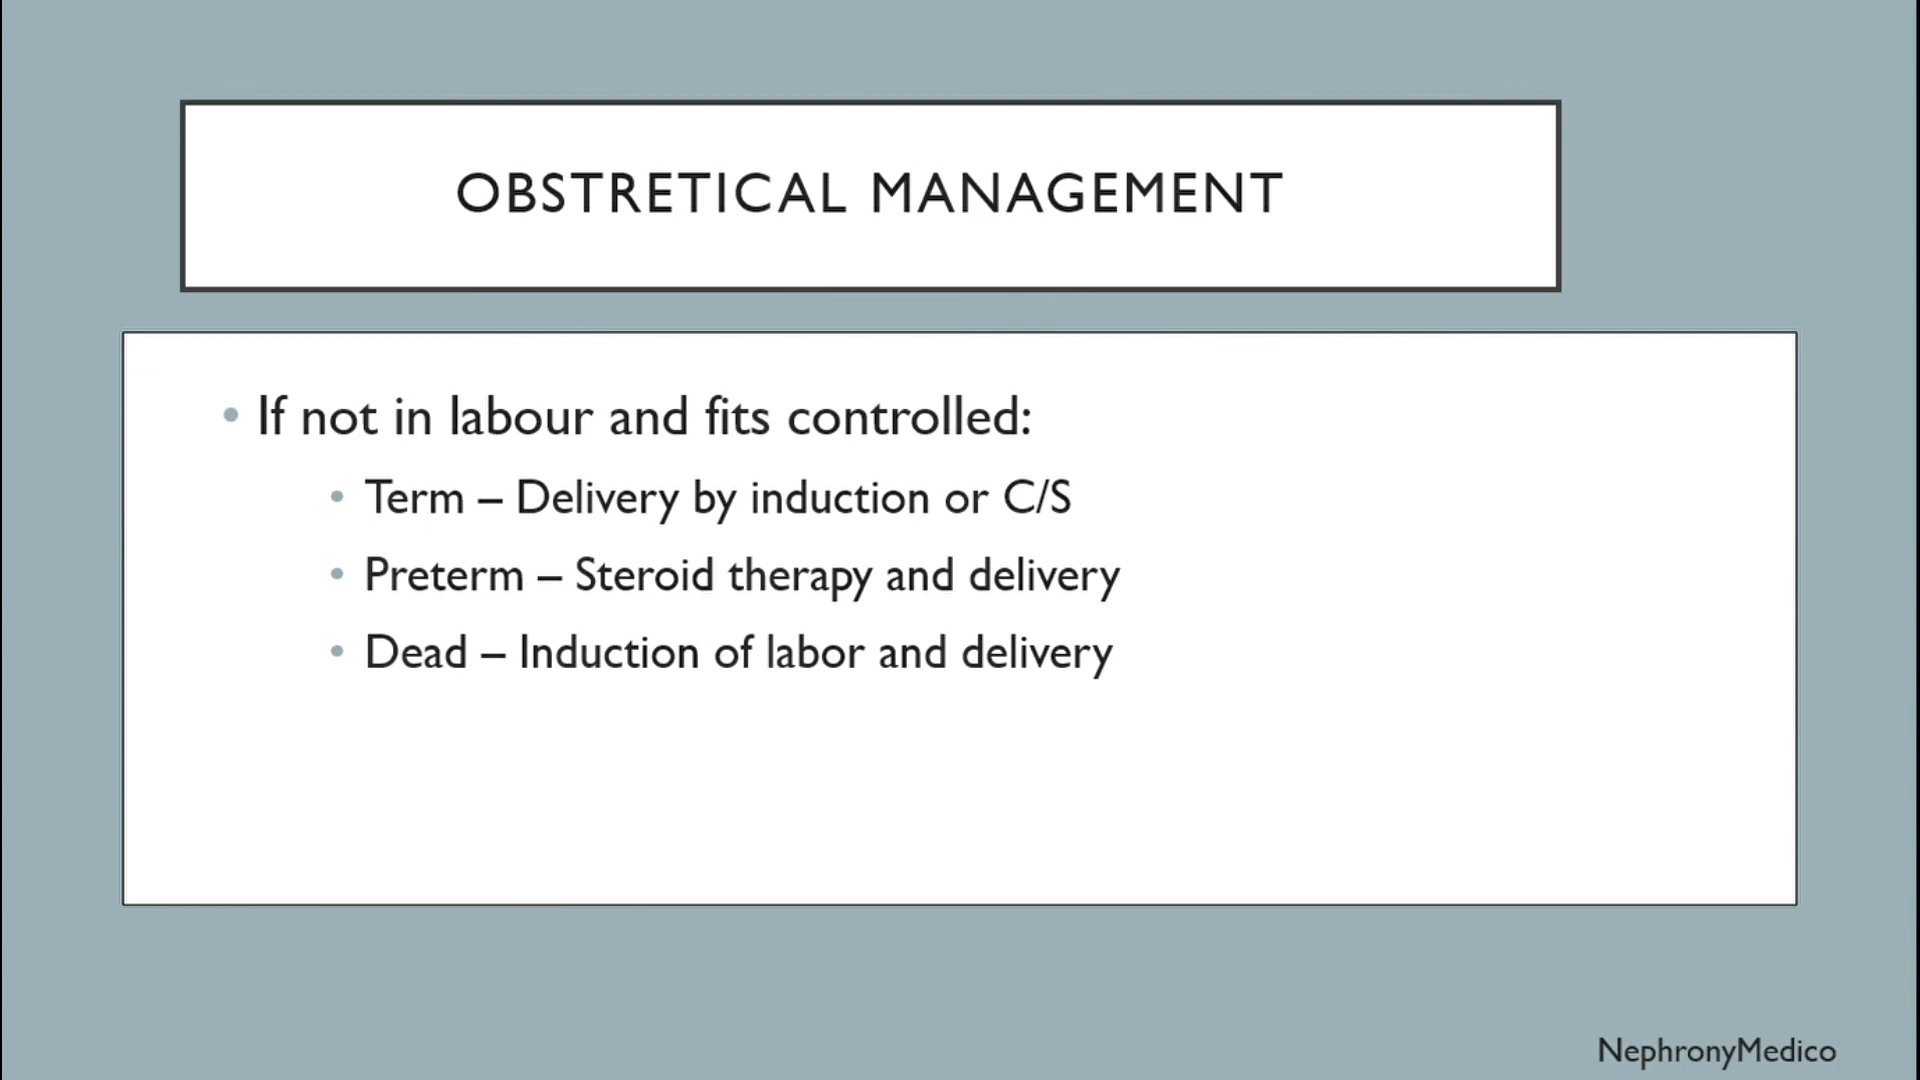 OBSTRETICAL MANAGEMENT
• If not in labour and fits controlled:
• Term – Delivery by induction or C/S
• Preterm – Steroid therapy and delivery
• Dead – Induction of labor and delivery
NephronyMedico